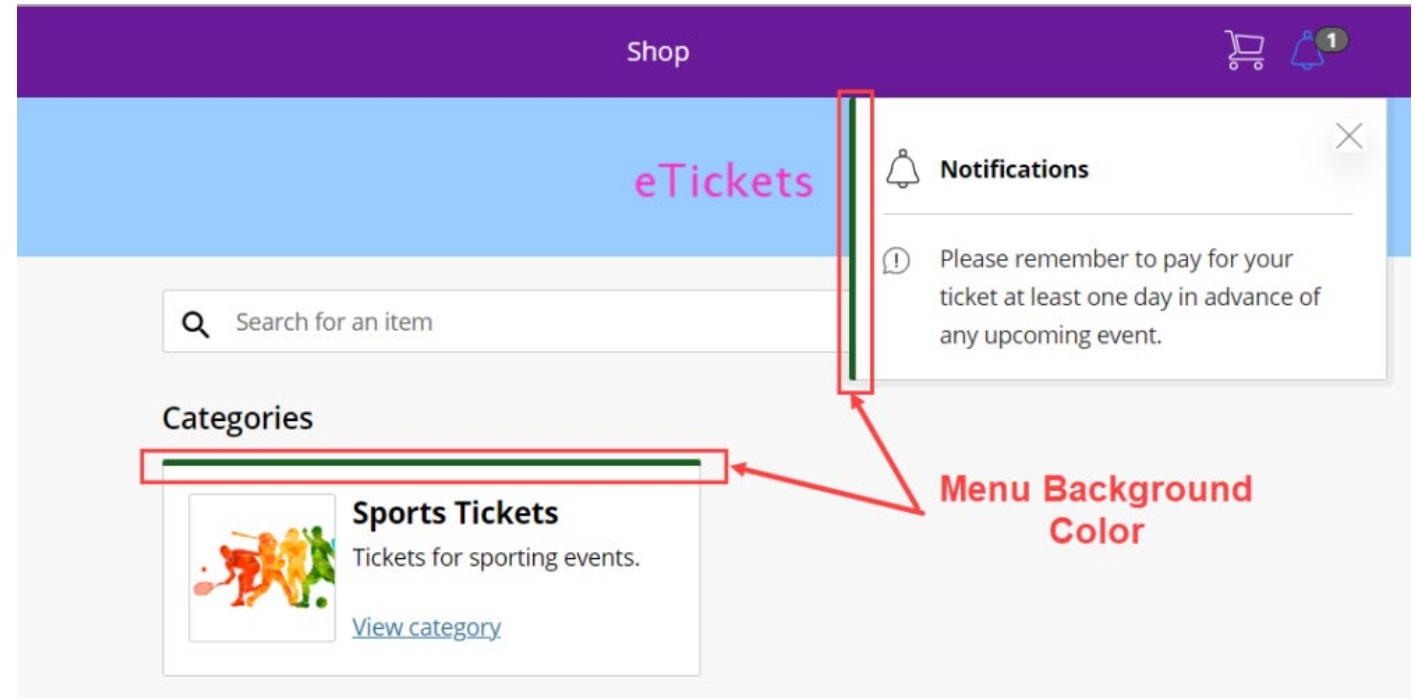 Shop
1
eTickets
Notifications
Please remember to pay for your
ticket at least one day in advance of
any upcoming event.
Search for an item
Categories
Sports Tickets
Tickets for sporting events.
View category
Menu Background
Color